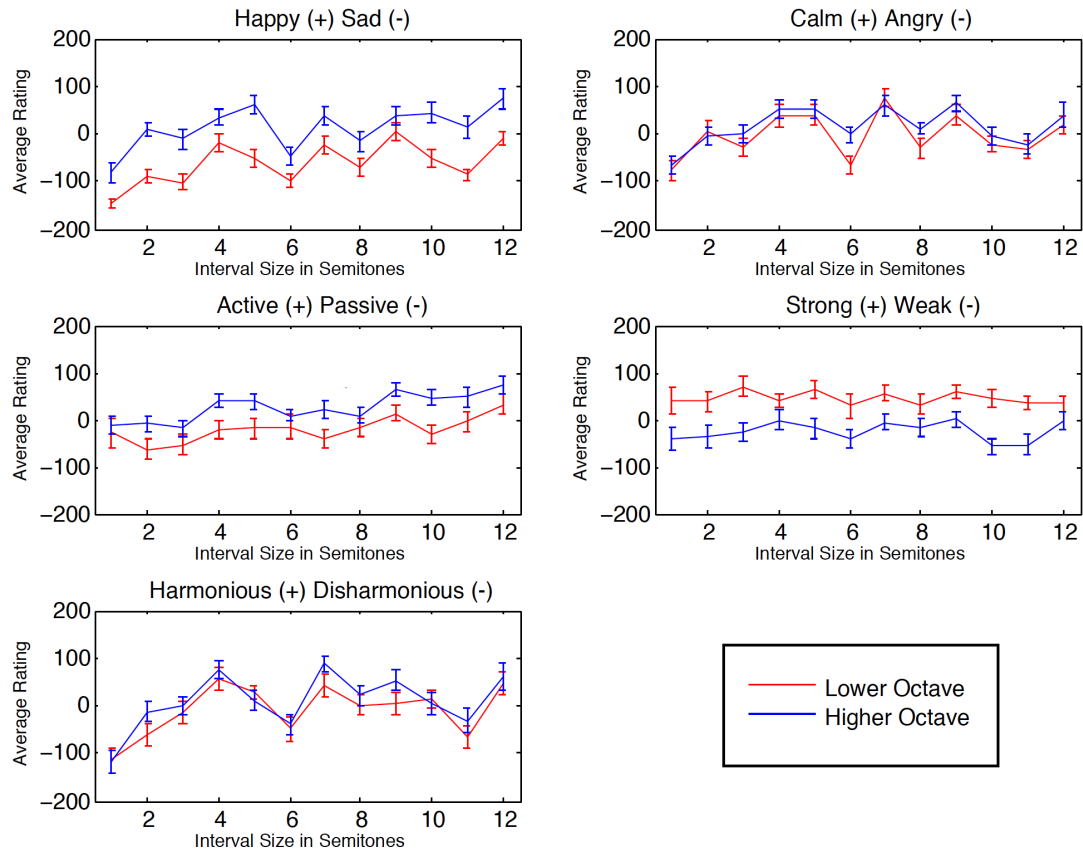 Happy (+) Sad (-)
200
100
0
−100
−200
Average Rating
2 4 6 8 10 12
Interval Size in Semitones
Calm (+) Angry (-)
200
100
0
−100
−200
Average Rating
2 4 6 8 10 12
Interval Size in Semitones
Active (+) Passive (-)
200
100
0
−100
−200
Average Rating
2 4 6 8 10 12
Interval Size in Semitones
Strong (+) Weak (-)
200
100
0
−100
−200
Average Rating
2 4 6 8 10 12
Interval Size in Semitones
Harmonious (+) Disharmonious (-)
200
100
0
−100
−200
Average Rating
2 4 6 8 10 12
Interval Size in Semitones
Lower Octave
Higher Octave